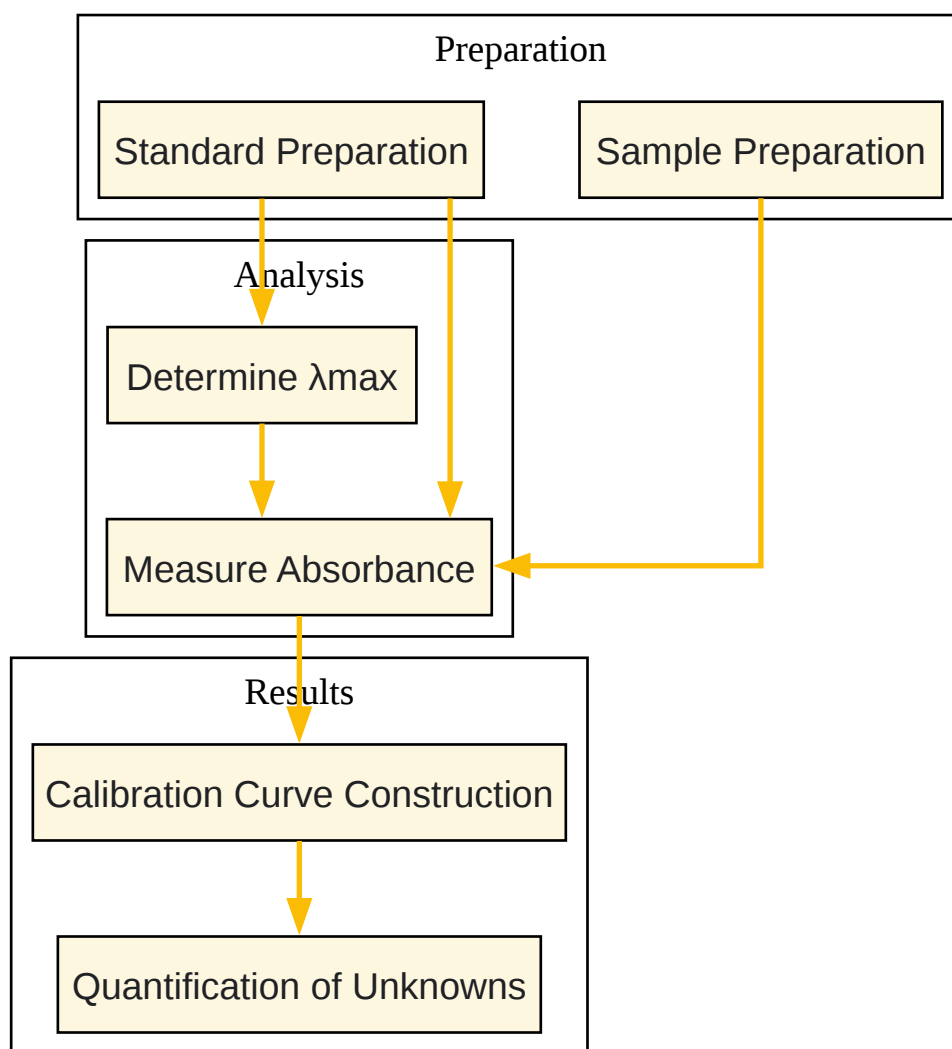 Preparation
Standard Preparation
Sample Preparation
Analysis
Determine λmax
Measure Absorbance
Results
Calibration Curve Construction
Quantification of Unknowns